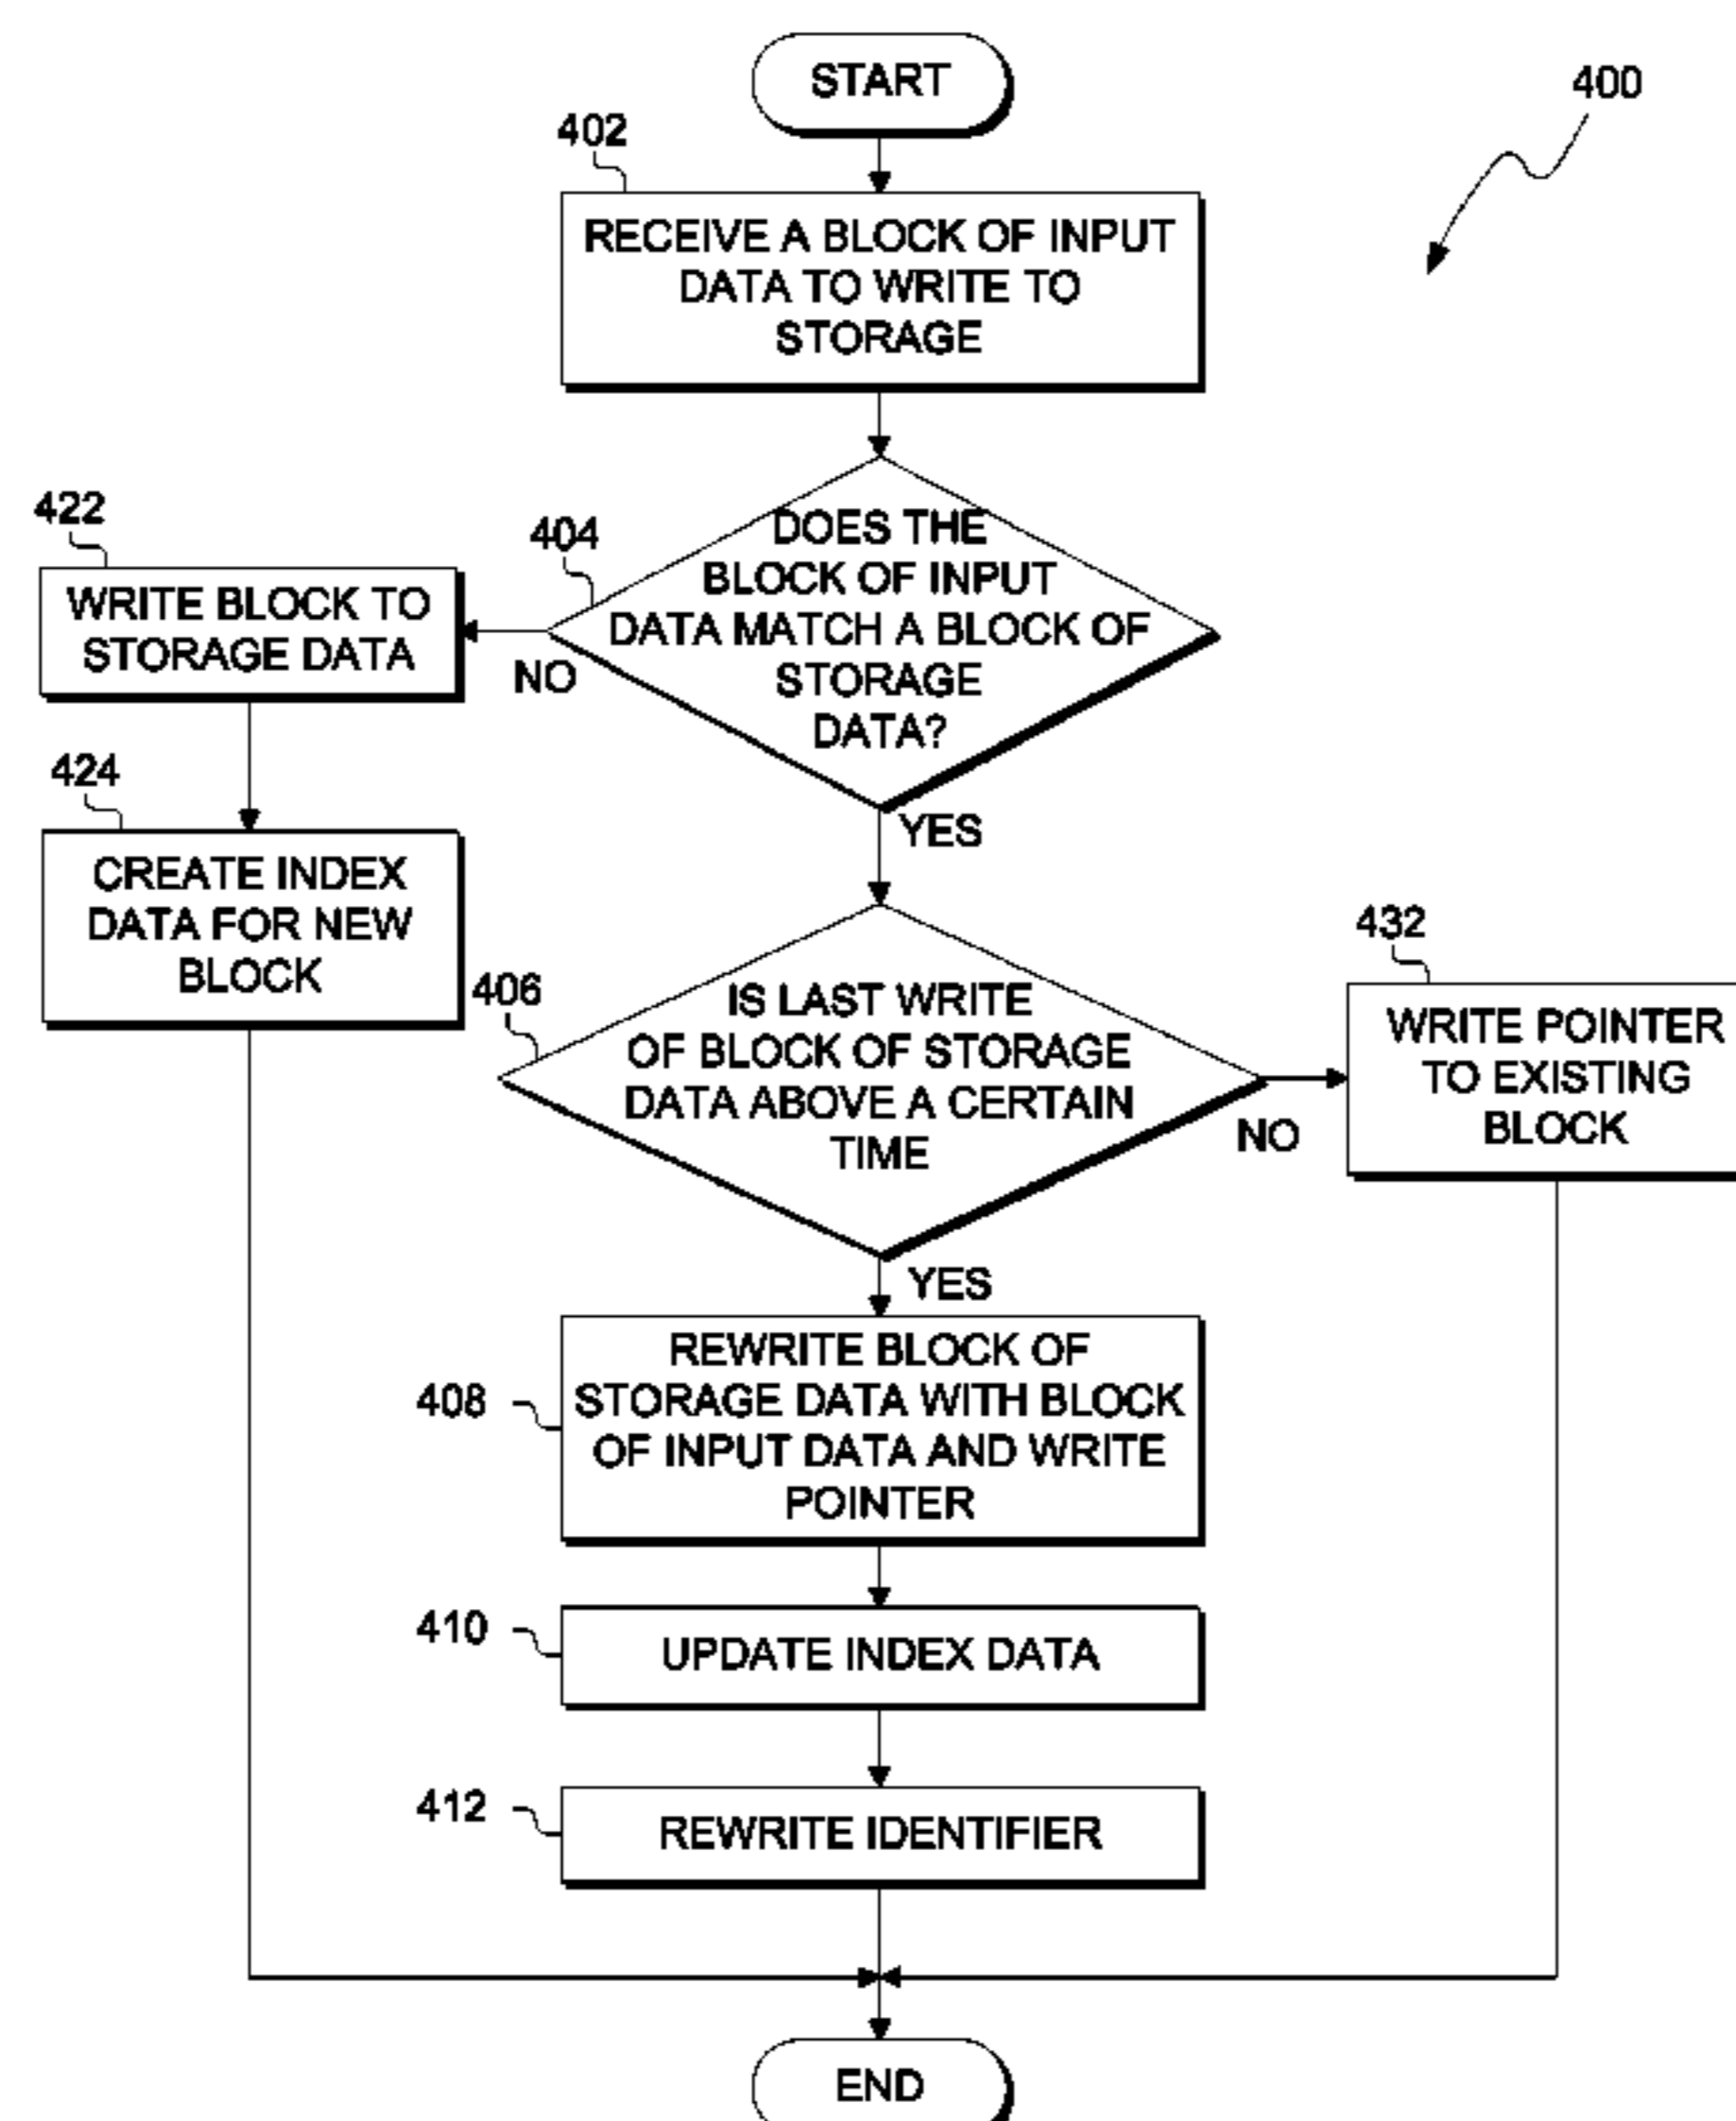 START
400
402
RECEIVE A BLOCK OF INPUT
DATA TO WRITE TO
STORAGE
422
404
DOES THE
BLOCK OF INPUT
DATA MATCH A BLOCK OF
STORAGE
DATA?
WRITE BLOCK TO
STORAGE DATA
NO
424
YES
CREATE INDEX
DATA FOR NEW
BLOCK
432
406
IS LAST WRITE
OF BLOCK OF STORAGE
DATA ABOVE A CERTAIN
TIME
WRITE POINTER
TO EXISTING
BLOCK
NO
YES
408
REWRITE BLOCK OF
STORAGE DATA WITH BLOCK
OF INPUT DATA AND WRITE
POINTER
410
UPDATE INDEX DATA
412
REWRITE IDENTIFIER
END